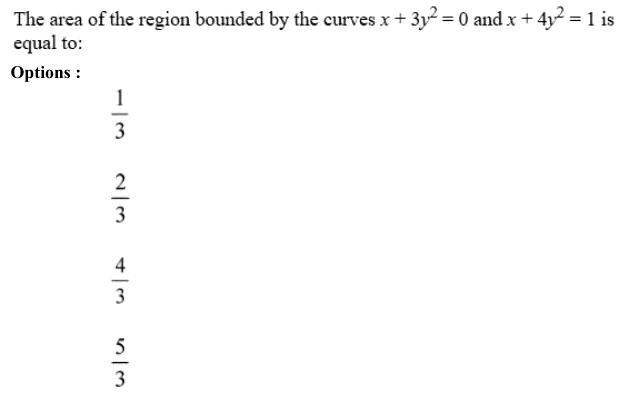 The area of the region bounded by the curves x + 3y² = 0 and x + 4y² = 1 is
equal to:
Options :
1/3
2/3
4/3
5/3